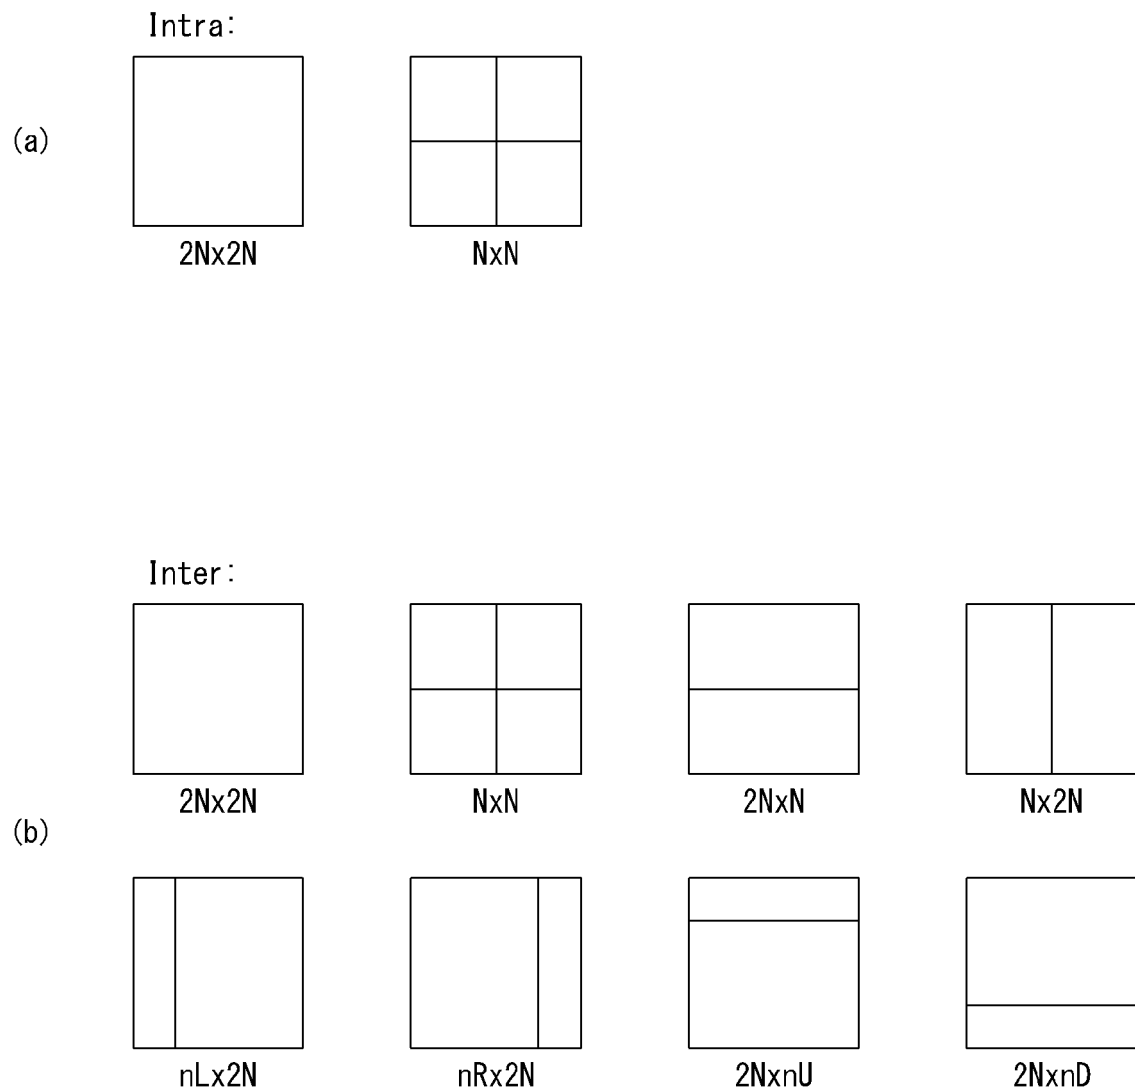 Intra:
(a)
2Nx2N NxN
Inter:
2Nx2N NxN 2NxN Nx2N
(b)
nLx2N nRx2N 2NxnU 2NxnD